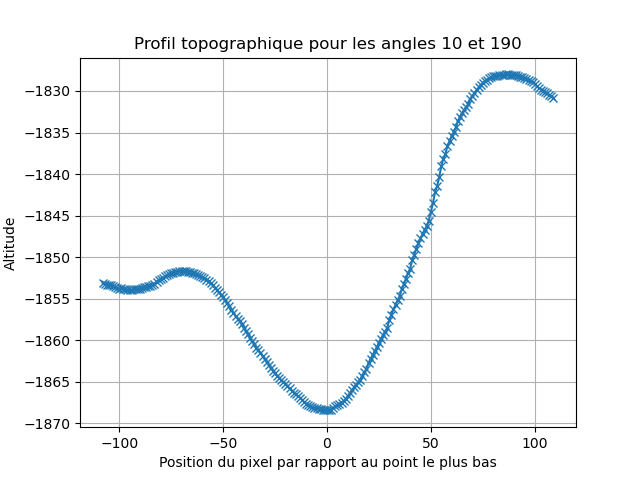 Profil topographique pour les angles 10 et 190
Altitude
−1830
−1835
−1840
−1845
−1850
−1855
−1860
−1865
−1870
−100 −50 0 50 100
Position du pixel par rapport au point le plus bas